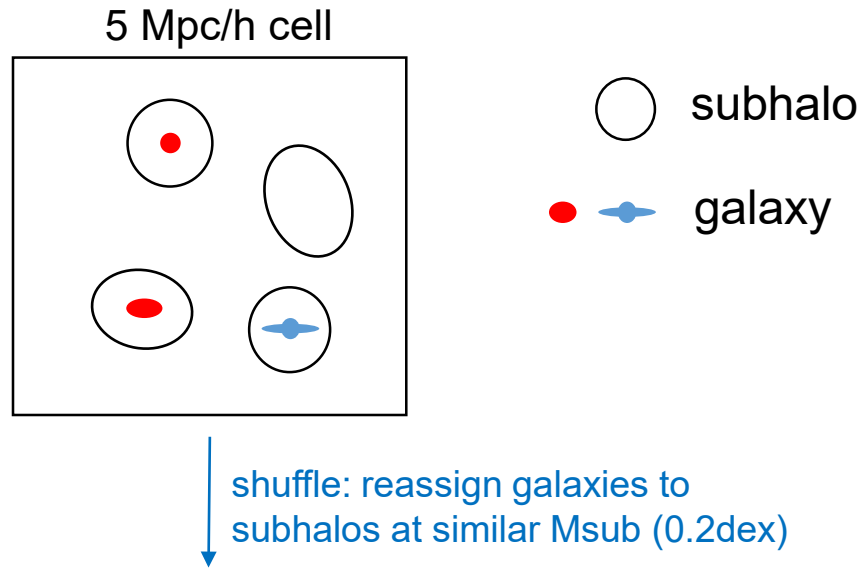 5 Mpc/h cell
subhalo
galaxy
shuffle: reassign galaxies to
subhalos at similar Msub (0.2dex)